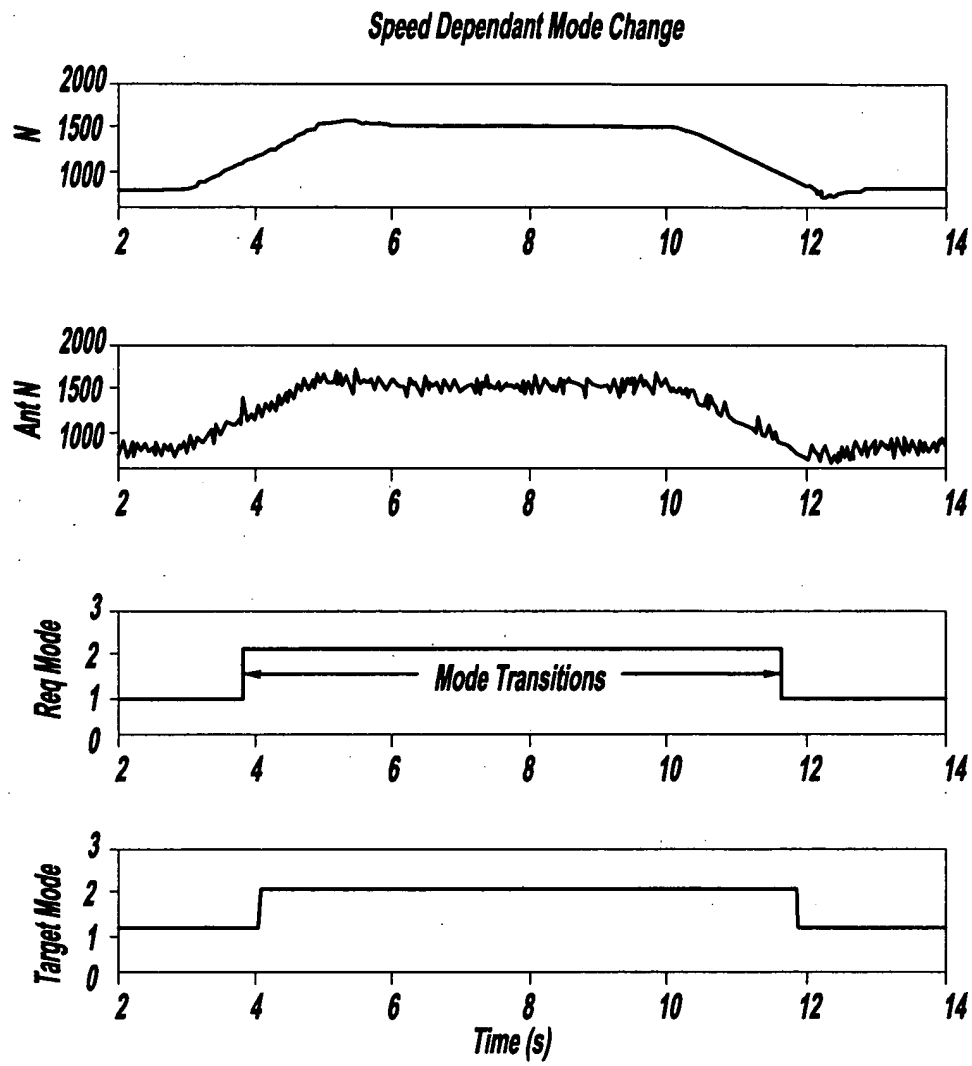 Speed Dependant Mode Change
2000
1500
1000
N
2 4 6 8 10 12 14
2000
1500
1000
Ant N
2 4 6 8 10 12 14
3
2
1
0
Req Mode
Mode Transitions
2 4 6 8 10 12 14
3
2
1
0
Target Mode
2 4 6 8 10 12 14
Time (s)